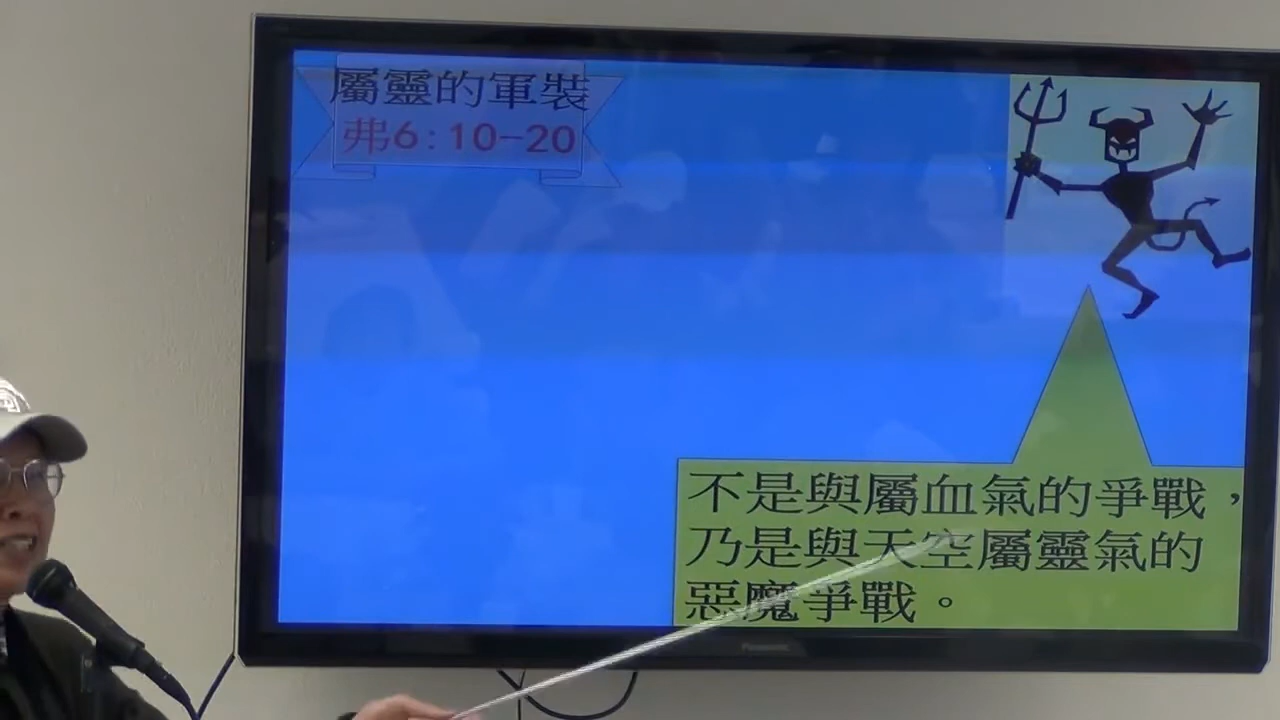 屬靈的軍裝
弗6:10-20
不是與屬血氣的爭戰，
乃是與天空屬靈氣的
惡魔爭戰。
Panasonic